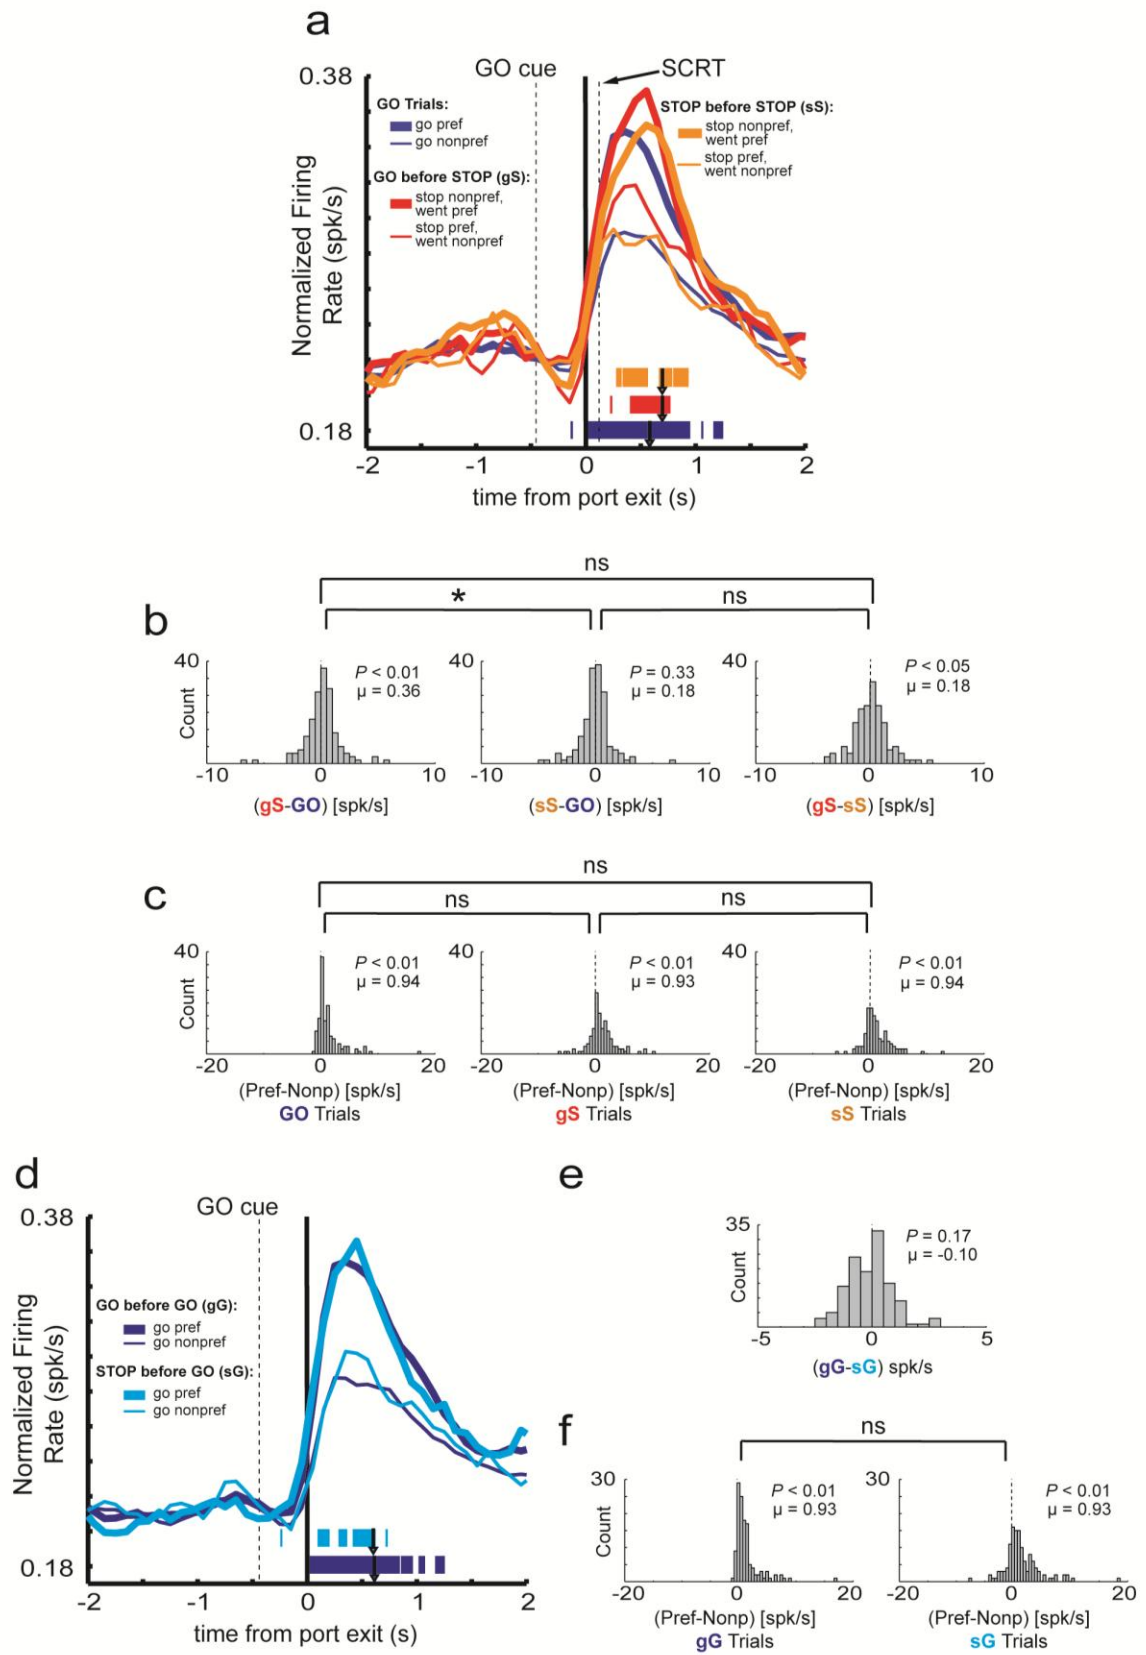 a
GO cue
SCRT
0.38
GO Trials:
go pref
go nonpref
GO before STOP (gS):
stop nonpref,
went pref
stop pref,
went nonpref
STOP before STOP (sS):
stop nonpref,
went pref
stop pref,
went nonpref
Normalized Firing
Rate (spk/s)
0.18
-2 -1 0 1 2
time from port exit (s)
ns
* ns
b
40
Count
P < 0.01
μ = 0.36
-10 0 10
(gS-GO) [spk/s]
40
P = 0.33
μ = 0.18
-10 0 10
(sS-GO) [spk/s]
P < 0.05
μ = 0.18
-10 0 10
(gS-sS) [spk/s]
ns
c
ns ns
40
Count
P < 0.01
μ = 0.94
-20 0 20
(Pref-Nonp) [spk/s]
GO Trials
40
P < 0.01
μ = 0.93
-20 0 20
(Pref-Nonp) [spk/s]
gS Trials
40
P < 0.01
μ = 0.94
-20 0 20
(Pref-Nonp) [spk/s]
sS Trials
d
GO cue
0.38
GO before GO (gG):
go pref
go nonpref
STOP before GO (sG):
go pref
go nonpref
Normalized Firing
Rate (spk/s)
0.18
-2 -1 0 1 2
time from port exit (s)
e
35
Count
P = 0.17
μ = -0.10
-5 0 5
(gG-sG) spk/s
f
ns
30
Count
P < 0.01
μ = 0.93
-20 0 20
(Pref-Nonp) [spk/s]
gG Trials
30
P < 0.01
μ = 0.93
-20 0 20
(Pref-Nonp) [spk/s]
sG Trials